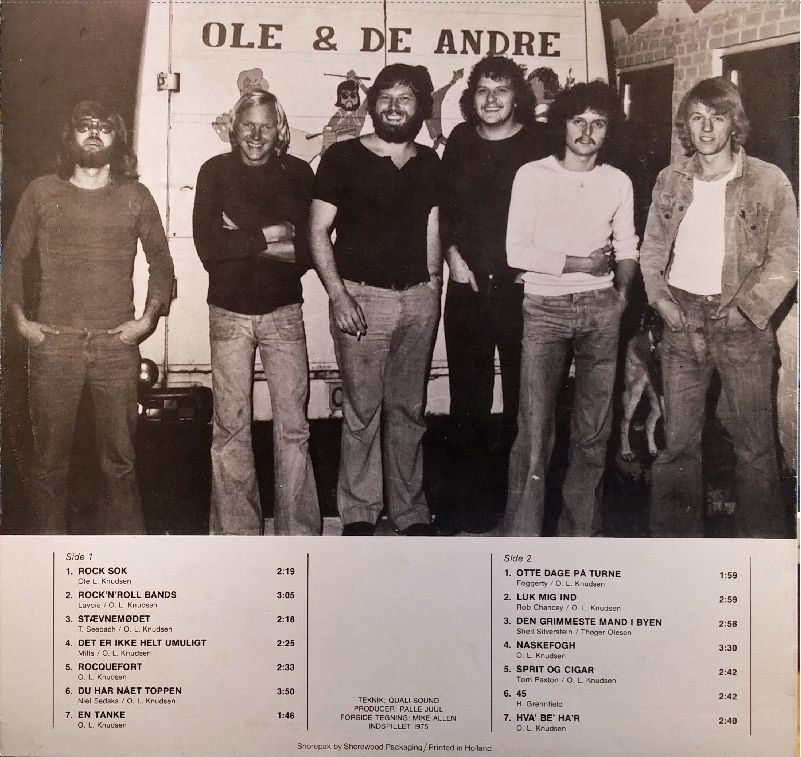 OLE & DE ANDRE
Side 1
1. ROCK SOK 2:19
Ole L. Knudsen
2. ROCK'N'ROLL BANDS 3:05
Lavoie / O. L. Knudsen
3. STÆVNEMØDET 2:18
T. Seebach / O. L. Knudsen
4. DET ER IKKE HELT UMULIGT 2:25
Mills / O. L. Knudsen
5. ROCQUEFORT 2:33
O. L. Knudsen
6. DU HAR NÅET TOPPEN 3:50
Niel Sedaka / O. L. Knudsen
7. EN TANKE 1:46
O. L. Knudsen
TEKNIK: QUALI-SOUND
PRODUCER: PALLE JUUL
FORSIDE-TEGNING: MIKE ALLEN
INDSPILLET 1975
Side 2
1. OTTE DAGE PÅ TURNE 1:59
Foggerty / O. L. Knudsen
2. LUK MIG IND 2:59
Rob Chancey / O. L. Knudsen
3. DEN GRIMMESTE MAND I BYEN 2:58
Shell Silverstein / Thøger Olesen
4. NASKEFOGH 3:30
O. L. Knudsen
5. SPRIT OG CIGAR 2:42
Tom Paxton / O. L. Knudsen
6. 45 2:42
H. Grennfield
7. HVA' BE' HA'R 2:40
O. L. Knudsen
Shorepak by Shorewood Packaging / Printed in Holland